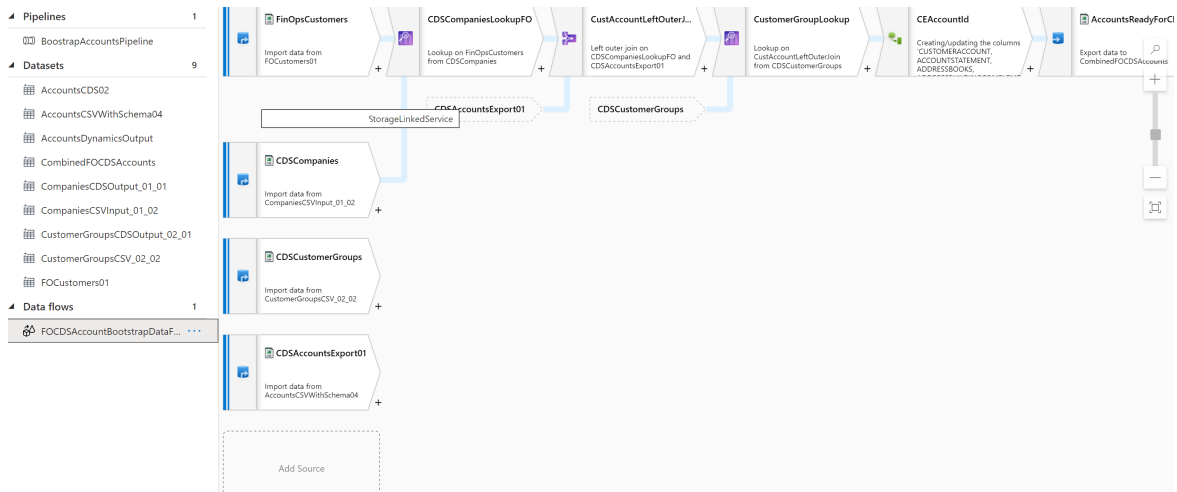 Pipelines 1
BoostrapAccountsPipeline
Datasets 9
AccountsCDS02
AccountsCSVWithSchema04
AccountsDynamicsOutput
CombinedFOCDSAccounts
CompaniesCDSOutput_01_01
CompaniesCSVInput_01_02
CustomerGroupsCDSOutput_02_01
CustomerGroupsCSV_02_02
FOCustomers01
Data flows 1
FOCDSAccountBootstrapDataF... ···
FinOpsCustomers
Import data from
FOCustomers01
+
CDSCompaniesLookupFO
Lookup on FinOpsCustomers
from CDSCompanies
+
CustAccountLeftOuterJ...
Left outer join on
CDSCompaniesLookupFO and
CDSAccountsExport01
+
CustomerGroupLookup
Lookup on
CustAccountLeftOuterJoin
from CDSCustomerGroups
+
CEAccountId
Creating/updating the columns
'CUSTOMERACCOUNT,
ACCOUNTSTATEMENT,
ADDRESSBOOKS,
+
AccountsReadyForCl
Export data to
CombinedFOCDSAccounts
CDSAccountsExport01
CDSCustomerGroups
StorageLinkedService
CDSCompanies
Import data from
CompaniesCSVInput_01_02
+
CDSCustomerGroups
Import data from
CustomerGroupsCSV_02_02
+
CDSAccountsExport01
Import data from
AccountsCSVWithSchema04
+
Add Source